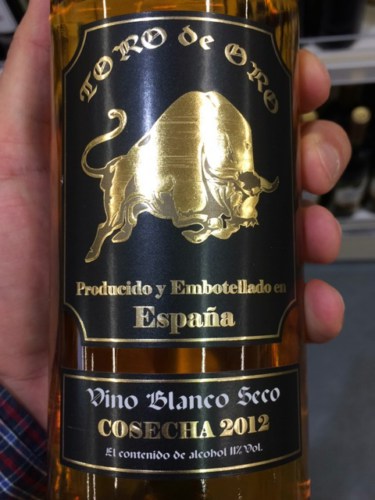 TORO de ORO
Producido y Embotellado en
España
Vino Blanco Seco
COSECHA 2012
El contenido de alcohol 11% Vol.